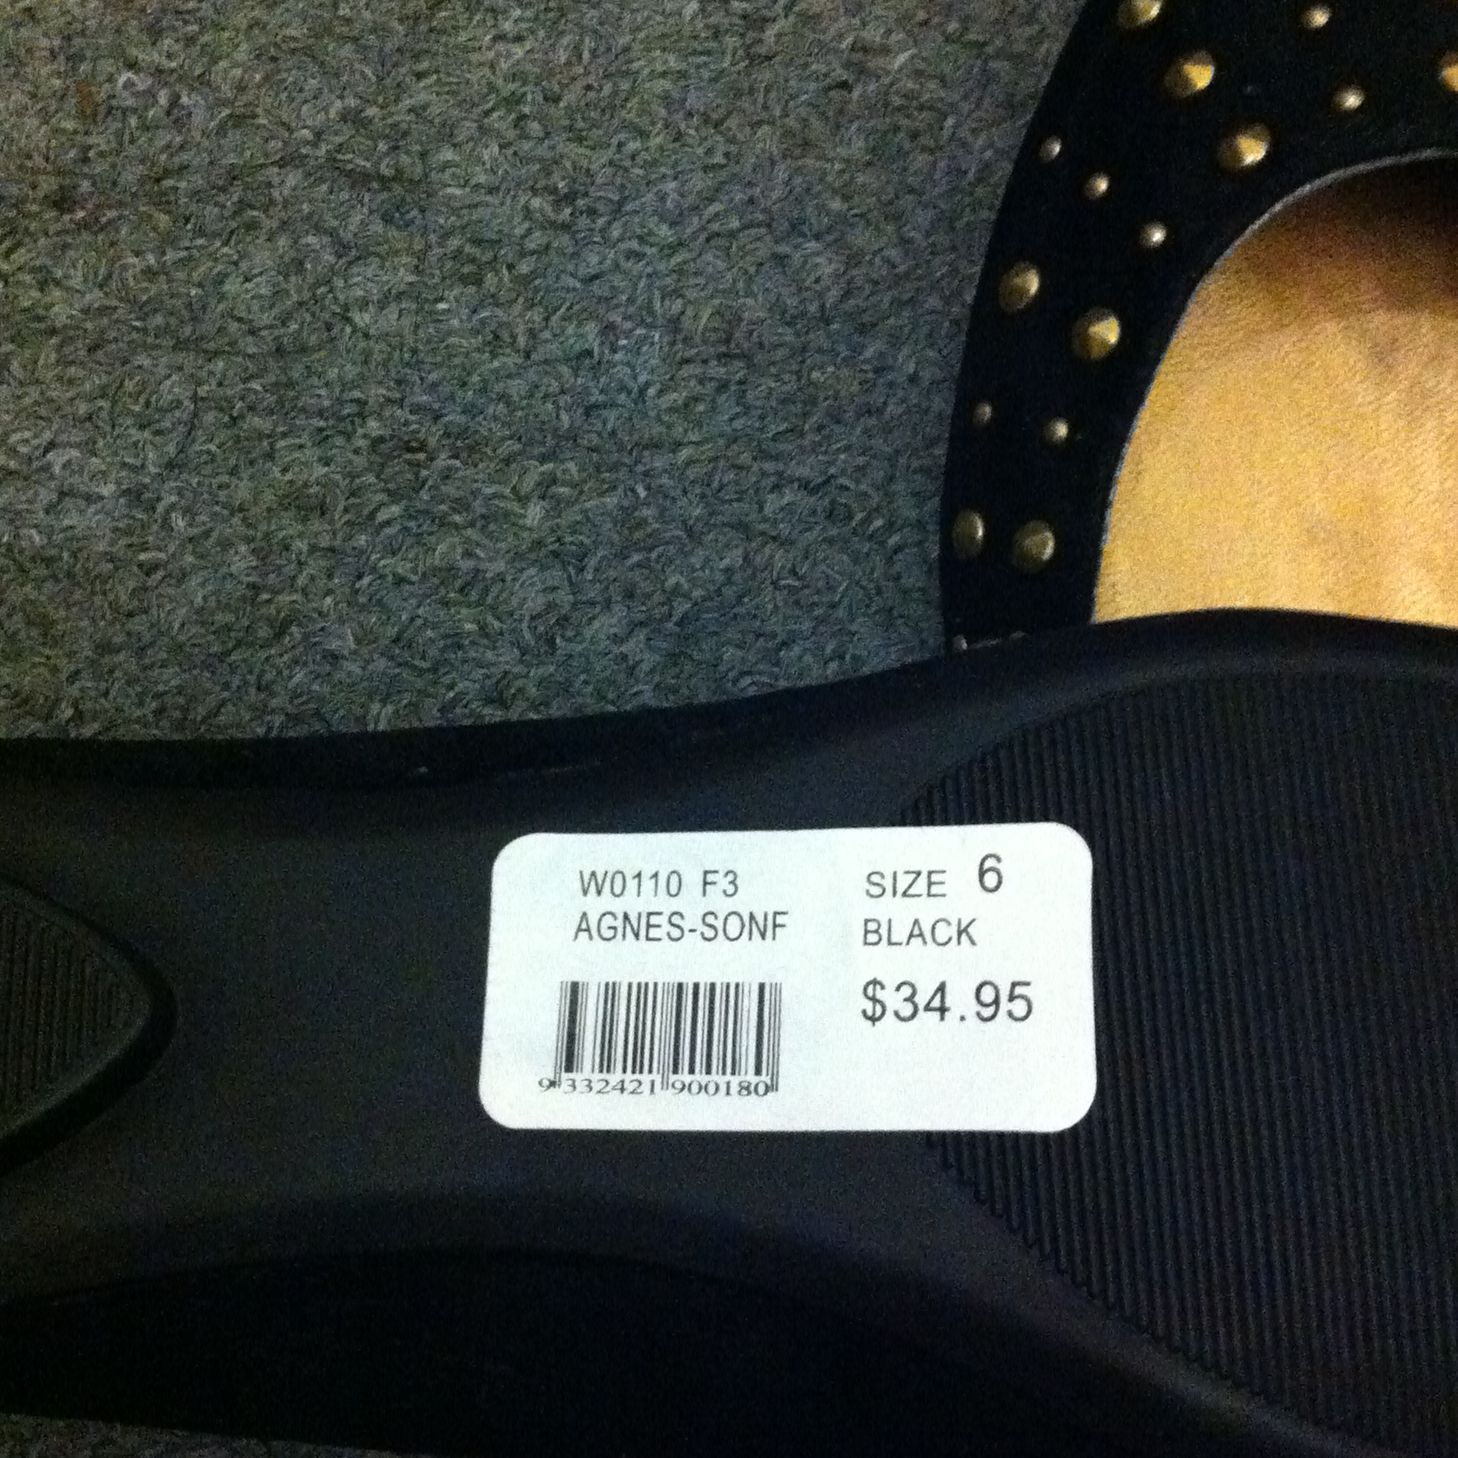 W0110 F3 SIZE 6
AGNES-SONF BLACK
$34.95
9 332421 900180